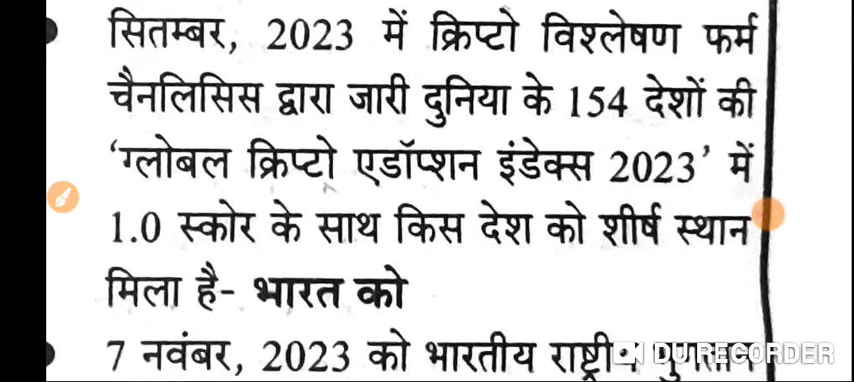 सितम्बर, 2023 में क्रिप्टो विश्लेषण फर्म
चैनलिसिस द्वारा जारी दुनिया के 154 देशों की
‘ग्लोबल क्रिप्टो एडॉप्शन इंडेक्स 2023’ में
1.0 स्कोर के साथ किस देश को शीर्ष स्थान
मिला है- भारत को
7 नवंबर, 2023 को भारतीय राष्ट्रीय
DU RECORDER